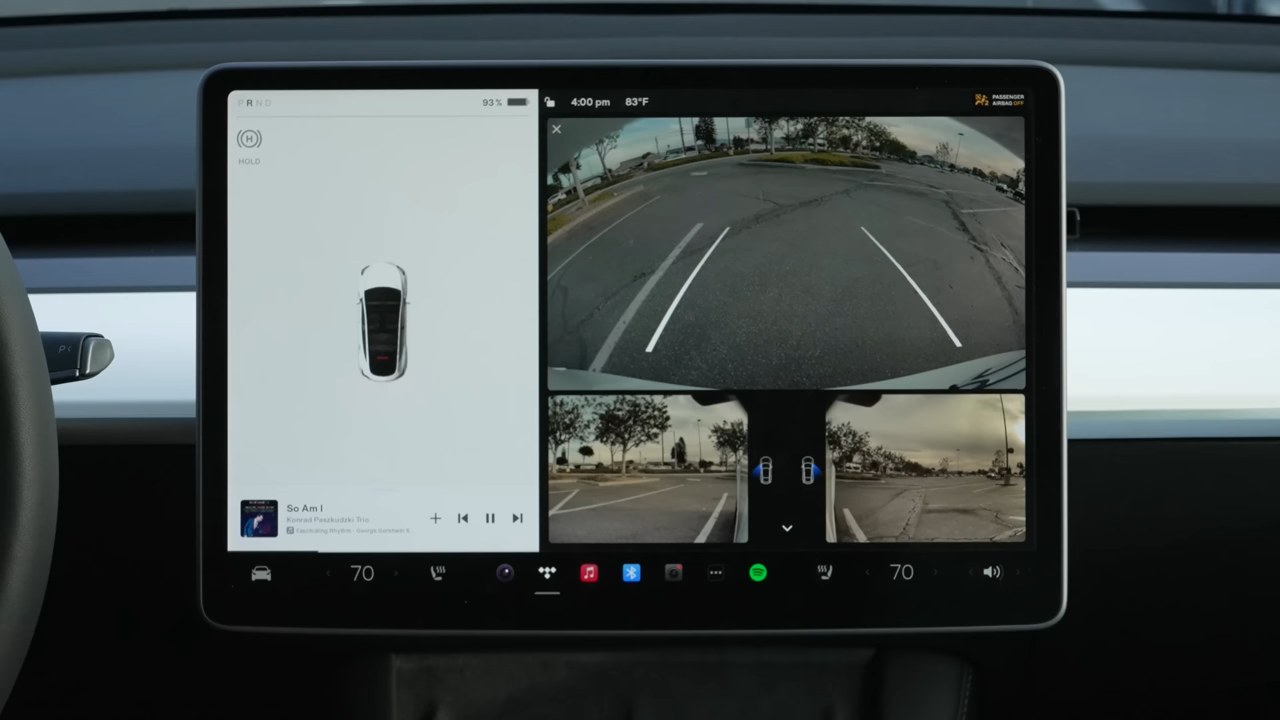 P R N D
93 %
4:00 pm
83°F
PASSENGER
AIRBAG OFF
HOLD
So Am I
Konrad Paszkudzki Trio
70
70
P